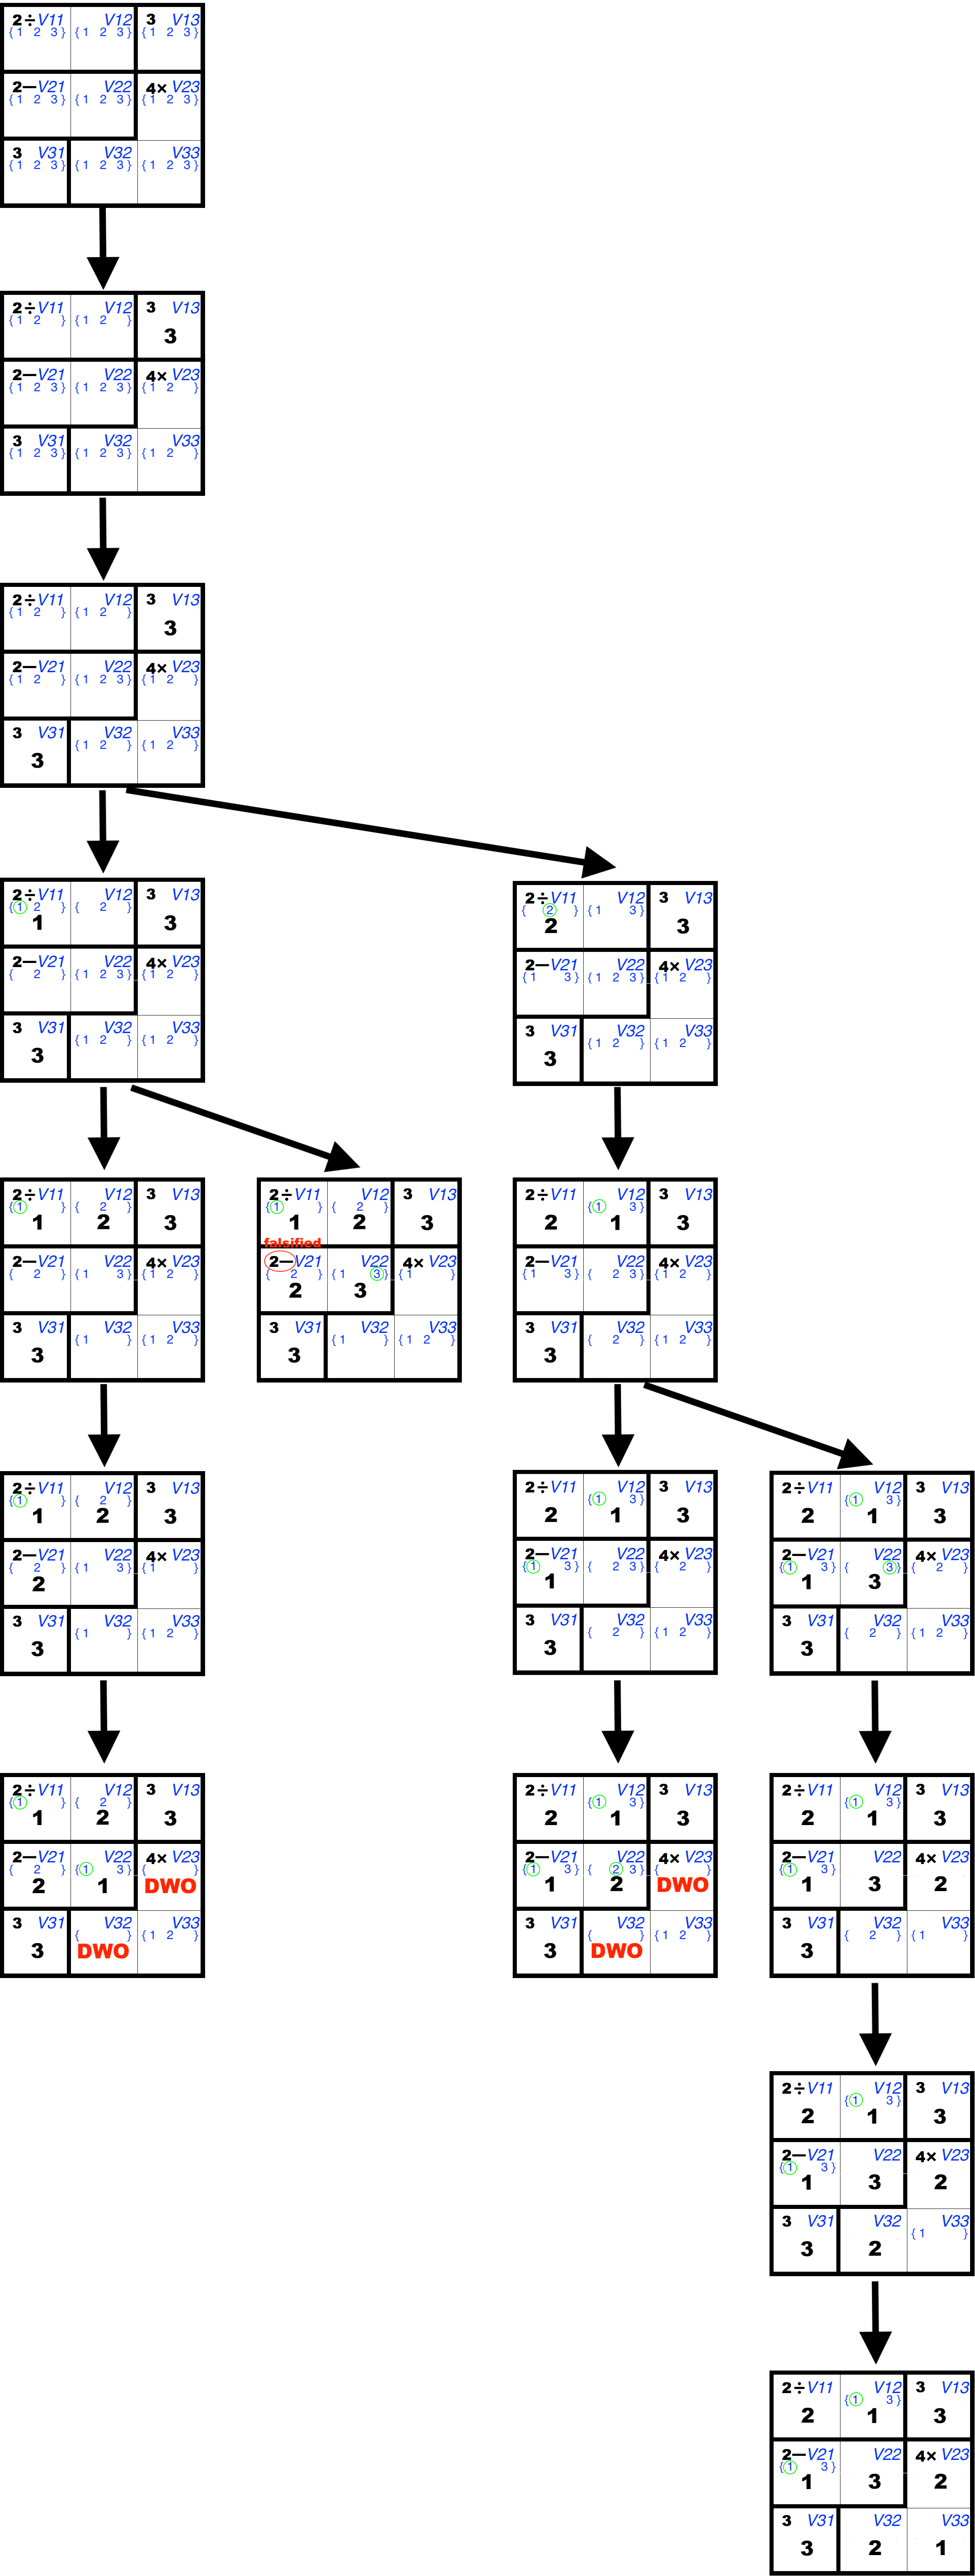 2÷V11 V12 3 V13
{1 2 3} {1 2 3} {1 2 3}
2−V21 V22 4× V23
{1 2 3} {1 2 3} {1 2 3}
3 V31 V32 V33
{1 2 3} {1 2 3} {1 2 3}
2÷V11 V12 3 V13
{1 2 } {1 2 }
3
2−V21 V22 4× V23
{1 2 3} {1 2 3} {1 2 }
3 V31 V32 V33
{1 2 3} {1 2 3} {1 2 }
2÷V11 V12 3 V13
{1 2 } {1 2 }
3
2−V21 V22 4× V23
{1 2 } {1 2 3} {1 2 }
3 V31 V32 V33
{1 2 } {1 2 }
3
2÷V11 V12 3 V13
{1 2 } { 2 }
1 3
2−V21 V22 4× V23
{ 2 } {1 2 3} {1 2 }
3 V31 V32 V33
{1 2 } {1 2 }
3
2÷V11 V12 3 V13
{ 2 } {1 3}
2 3
2−V21 V22 4× V23
{1 3} {1 2 3} {1 2 }
3 V31 V32 V33
{1 2 } {1 2 }
3
2÷V11 V12 3 V13
{1 } { 2 }
1 2 3
2−V21 V22 4× V23
{ 2 } {1 3} {1 2 }
3 V31 V32 V33
{1 } {1 2 }
3
2÷V11 V12 3 V13
{1 } { 2 }
1 2 3
falsified
2−V21 V22 4× V23
{ 2 } {1 3} {1 }
2 3
3 V31 V32 V33
{1 } {1 2 }
3
2÷V11 V12 3 V13
{1 3}
2 1 3
2−V21 V22 4× V23
{1 3} { 2 3} {1 2 }
3 V31 V32 V33
{ 2 } {1 2 }
3
2÷V11 V12 3 V13
{1 } { 2 }
1 2 3
2−V21 V22 4× V23
{ 2 } {1 3} {1 }
2
3 V31 V32 V33
{1 } {1 2 }
3
2÷V11 V12 3 V13
{1 3}
2 1 3
2−V21 V22 4× V23
{1 3} { 2 3} { 2 }
1
3 V31 V32 V33
{ 2 } {1 2 }
3
2÷V11 V12 3 V13
{1 3}
2 1 3
2−V21 V22 4× V23
{1 3} { 3} { 2 }
1 3
3 V31 V32 V33
{ 2 } {1 2 }
3
2÷V11 V12 3 V13
{1 } { 2 }
1 2 3
2−V21 V22 4× V23
{ 2 } {1 3} { }
2 1 DWO
3 V31 V32 V33
{ } {1 2 }
3 DWO
2÷V11 V12 3 V13
{1 3}
2 1 3
2−V21 V22 4× V23
{1 3} { 2 3} { }
1 2 DWO
3 V31 V32 V33
{ } {1 2 }
3 DWO
2÷V11 V12 3 V13
{1 3}
2 1 3
2−V21 V22 4× V23
{1 3}
1 3 2
3 V31 V32 V33
{ 2 } {1 }
3
2÷V11 V12 3 V13
{1 3}
2 1 3
2−V21 V22 4× V23
{1 3}
1 3 2
3 V31 V32 V33
{1 }
3 2
2÷V11 V12 3 V13
{1 3}
2 1 3
2−V21 V22 4× V23
{1 3}
1 3 2
3 V31 V32 V33
3 2 1